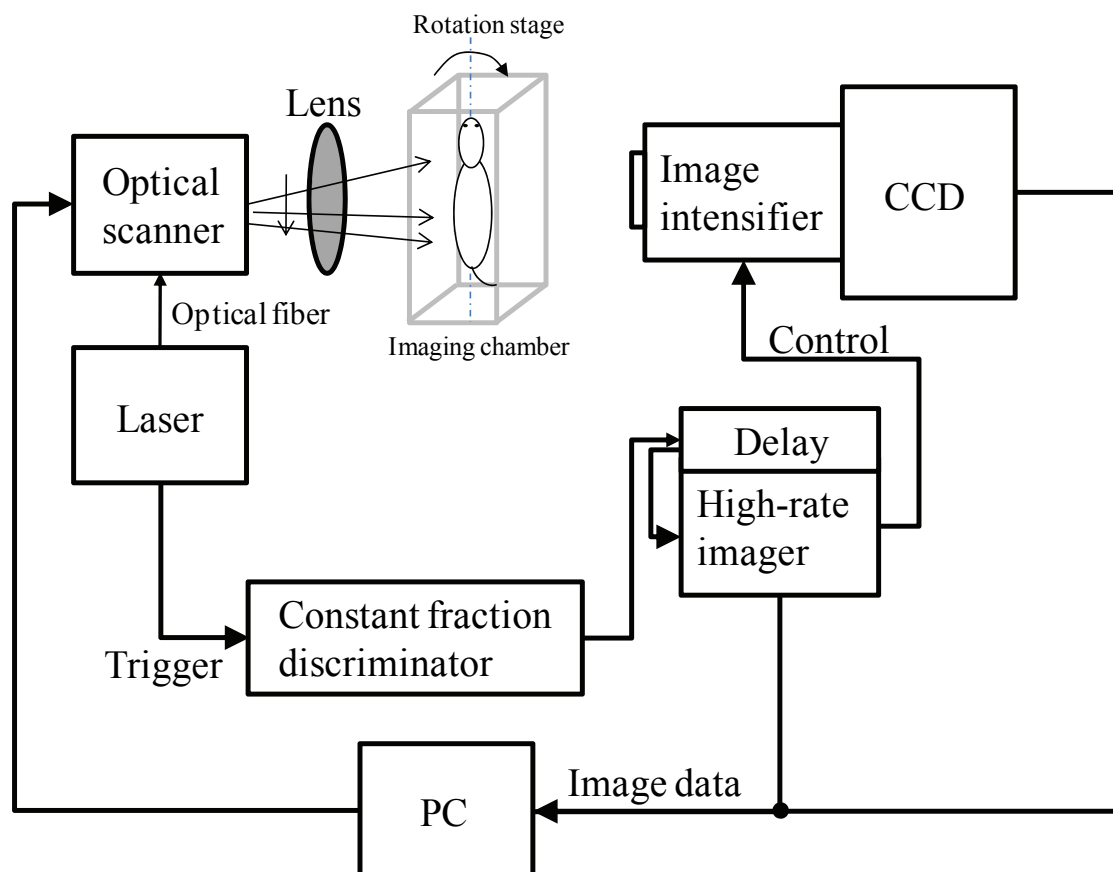 Rotation stage
Lens
Optical
scanner
Image
intensifier
CCD
Optical fiber
Imaging chamber
Control
Laser
Delay
High-rate
imager
Constant fraction
discriminator
Trigger
Image data
PC